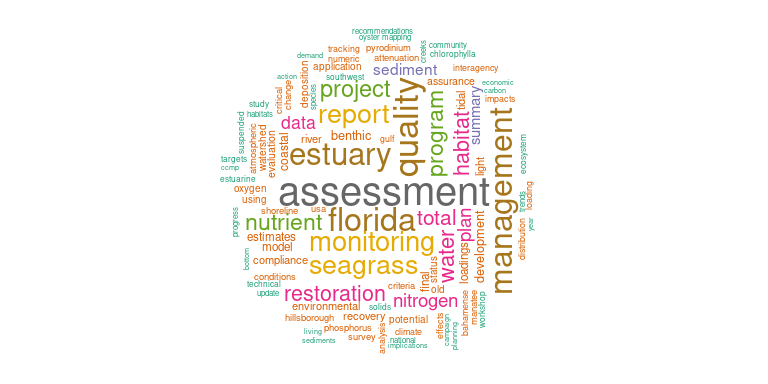 recommendations
oyster mapping
tracking
pyrodinium
community
creeks
chlorophylla
demand
numeric
attenuation
deposition
application
sediment
interagency
action
southwest
project
quality
assurance
economic
carbon
critical
change
species
program
tidal
summary
impacts
study
habitats
report
habitat
management
suspended
data
atmospheric
watershed
evaluation
coastal
river
benthic
gulf
estuary
light
ecosystem
targets
ccmp
estuarine
oxygen
using
assessment
trends
loading
progress
shoreline
usa
florida
total
plan
year
distribution
nutrient
estimates
model
monitoring
water
development
bottom
compliance
seagrass
loadings
status
conditions
final
technical
update
restoration
criteria
old
nitrogen
environmental
solids
bahamense
manatee
workshop
hillsborough
recovery
potential
effects
campaign
planning
phosphorus
climate
living
sediments
survey
analysis
national
implications